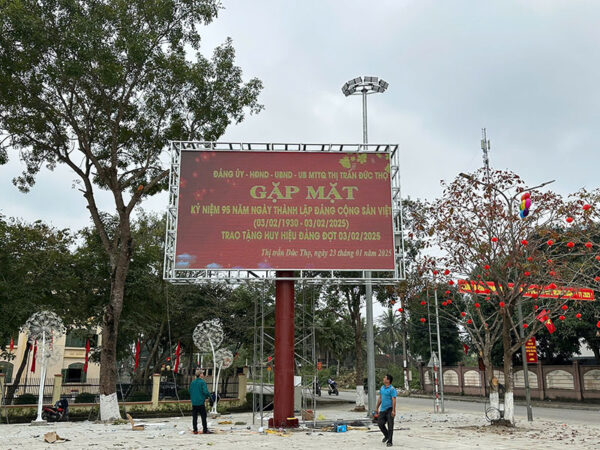 ĐẢNG ỦY - HĐND - UBND - UB MTTQ THỊ TRẤN ĐỨC THỌ
GẶP MẶT
KỶ NIỆM 95 NĂM NGÀY THÀNH LẬP ĐẢNG CỘNG SẢN VIỆT
(03/02/1930 - 03/02/2025)
TRAO TẶNG HUY HIỆU ĐẢNG ĐỢT 03/02/2025
Thị trấn Đức Thọ, ngày 23 tháng 01 năm 2025